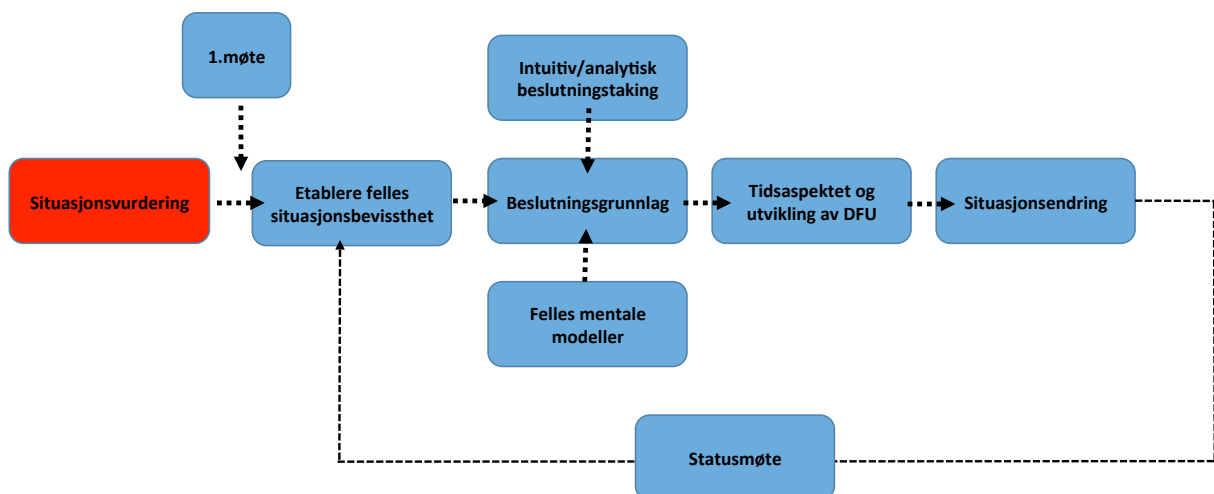 1.møte
Intuitiv/analytisk
beslutningstaking
Situasjonsvurdering
Etablere felles
situasjonsbevissthet
Beslutningsgrunnlag
Tidsaspektet og
utvikling av DFU
Situasjonsendring
Felles mentale
modeller
Statusmøte